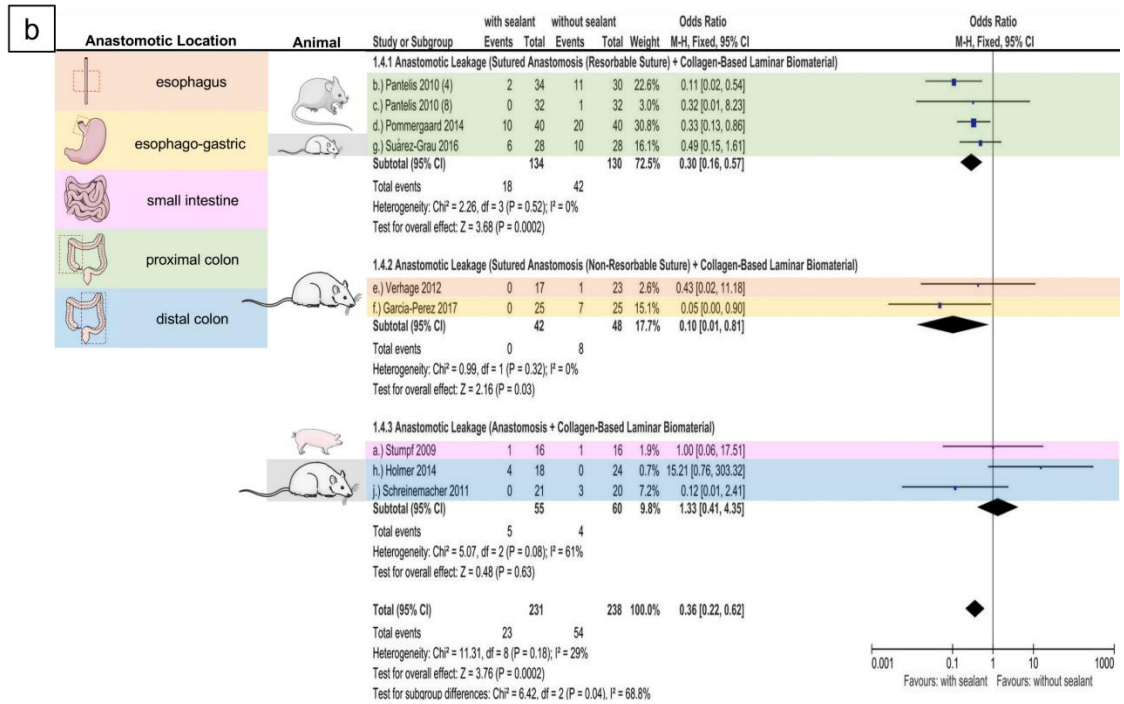 b
Anastomotic Location
Animal
esophagus
esophago-gastric
small intestine
proximal colon
distal colon
with sealant without sealant Odds Ratio Odds Ratio
Study or Subgroup Events Total Events Total Weight M-H, Fixed, 95% CI M-H, Fixed, 95% CI
1.4.1 Anastomotic Leakage (Sutured Anastomosis (Resorbable Suture) + Collagen-Based Laminar Biomaterial)
b.) Pantelis 2010 (4) 2 34 11 30 22.6% 0.11 [0.02, 0.54]
c.) Pantelis 2010 (8) 0 32 1 32 3.0% 0.32 [0.01, 8.23]
d.) Pommergaard 2014 10 40 20 40 30.8% 0.33 [0.13, 0.86]
g.) Suárez-Grau 2016 6 28 10 28 16.1% 0.49 [0.15, 1.61]
Subtotal (95% CI) 134 130 72.5% 0.30 [0.16, 0.57]
Total events 18 42
Heterogeneity: Chi² = 2.26, df = 3 (P = 0.52); I² = 0%
Test for overall effect: Z = 3.68 (P = 0.0002)
1.4.2 Anastomotic Leakage (Sutured Anastomosis (Non-Resorbable Suture) + Collagen-Based Laminar Biomaterial)
e.) Verhage 2012 0 17 1 23 2.6% 0.43 [0.02, 11.18]
f.) Garcia-Perez 2017 0 25 7 25 15.1% 0.05 [0.00, 0.90]
Subtotal (95% CI) 42 48 17.7% 0.10 [0.01, 0.81]
Total events 0 8
Heterogeneity: Chi² = 0.99, df = 1 (P = 0.32); I² = 0%
Test for overall effect: Z = 2.16 (P = 0.03)
1.4.3 Anastomotic Leakage (Anastomosis + Collagen-Based Laminar Biomaterial)
a.) Stumpf 2009 1 16 1 16 1.9% 1.00 [0.06, 17.51]
h.) Holmer 2014 4 18 0 24 0.7% 15.21 [0.76, 303.32]
j.) Schreinemacher 2011 0 21 3 20 7.2% 0.12 [0.01, 2.41]
Subtotal (95% CI) 55 60 9.8% 1.33 [0.41, 4.35]
Total events 5 4
Heterogeneity: Chi² = 5.07, df = 2 (P = 0.08); I² = 61%
Test for overall effect: Z = 0.48 (P = 0.63)
Total (95% CI) 231 238 100.0% 0.36 [0.22, 0.62]
Total events 23 54
Heterogeneity: Chi² = 11.31, df = 8 (P = 0.18); I² = 29%
Test for overall effect: Z = 3.76 (P = 0.0002)
Test for subgroup differences: Chi² = 6.42, df = 2 (P = 0.04), I² = 68.8%
0.001 0.1 1 10 1000
Favours: with sealant Favours: without sealant